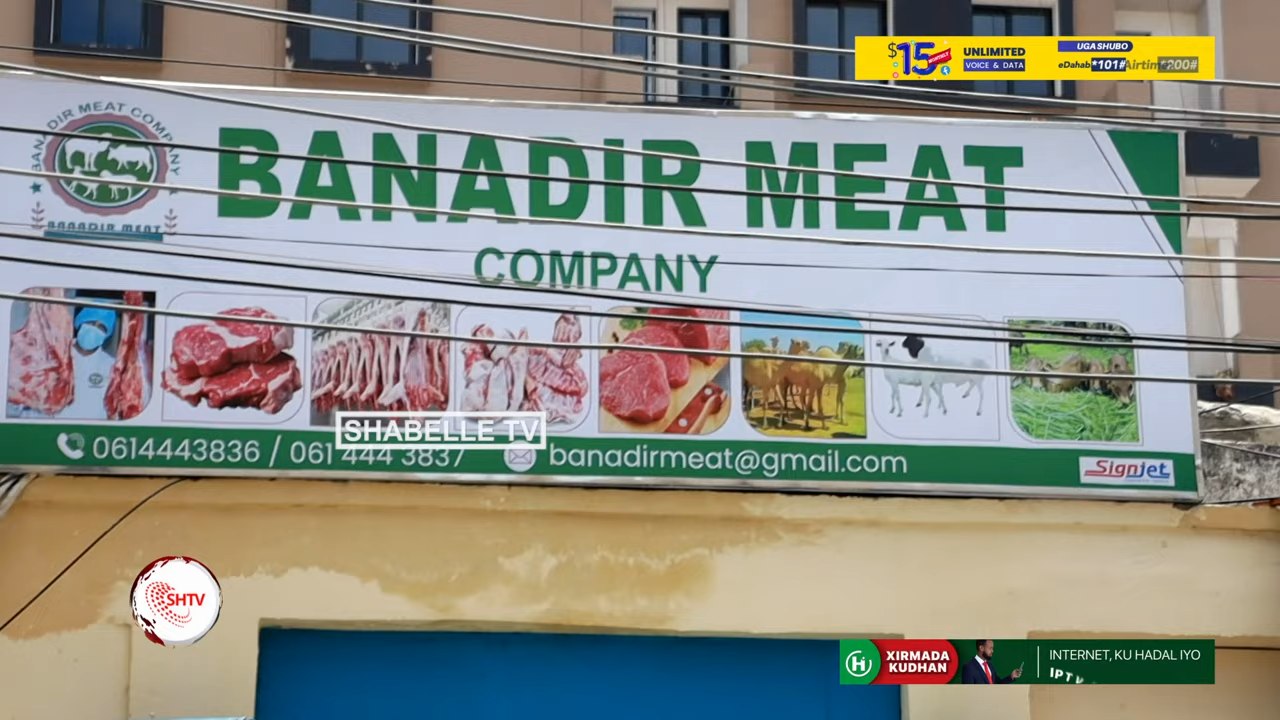 $15 MONTHLY
UNLIMITED
VOICE & DATA
UGA SHUBO
eDahab *101# Airtime *200#
BANADIR MEAT COMPANY
BANADIR MEAT
BANADIR MEAT
COMPANY
SHABELLE TV
0614443836 / 061 444 3837
banadirmeat@gmail.com
Signjet
SHTV
H
XIRMADA
KUDHAN
INTERNET, KU HADAL IYO